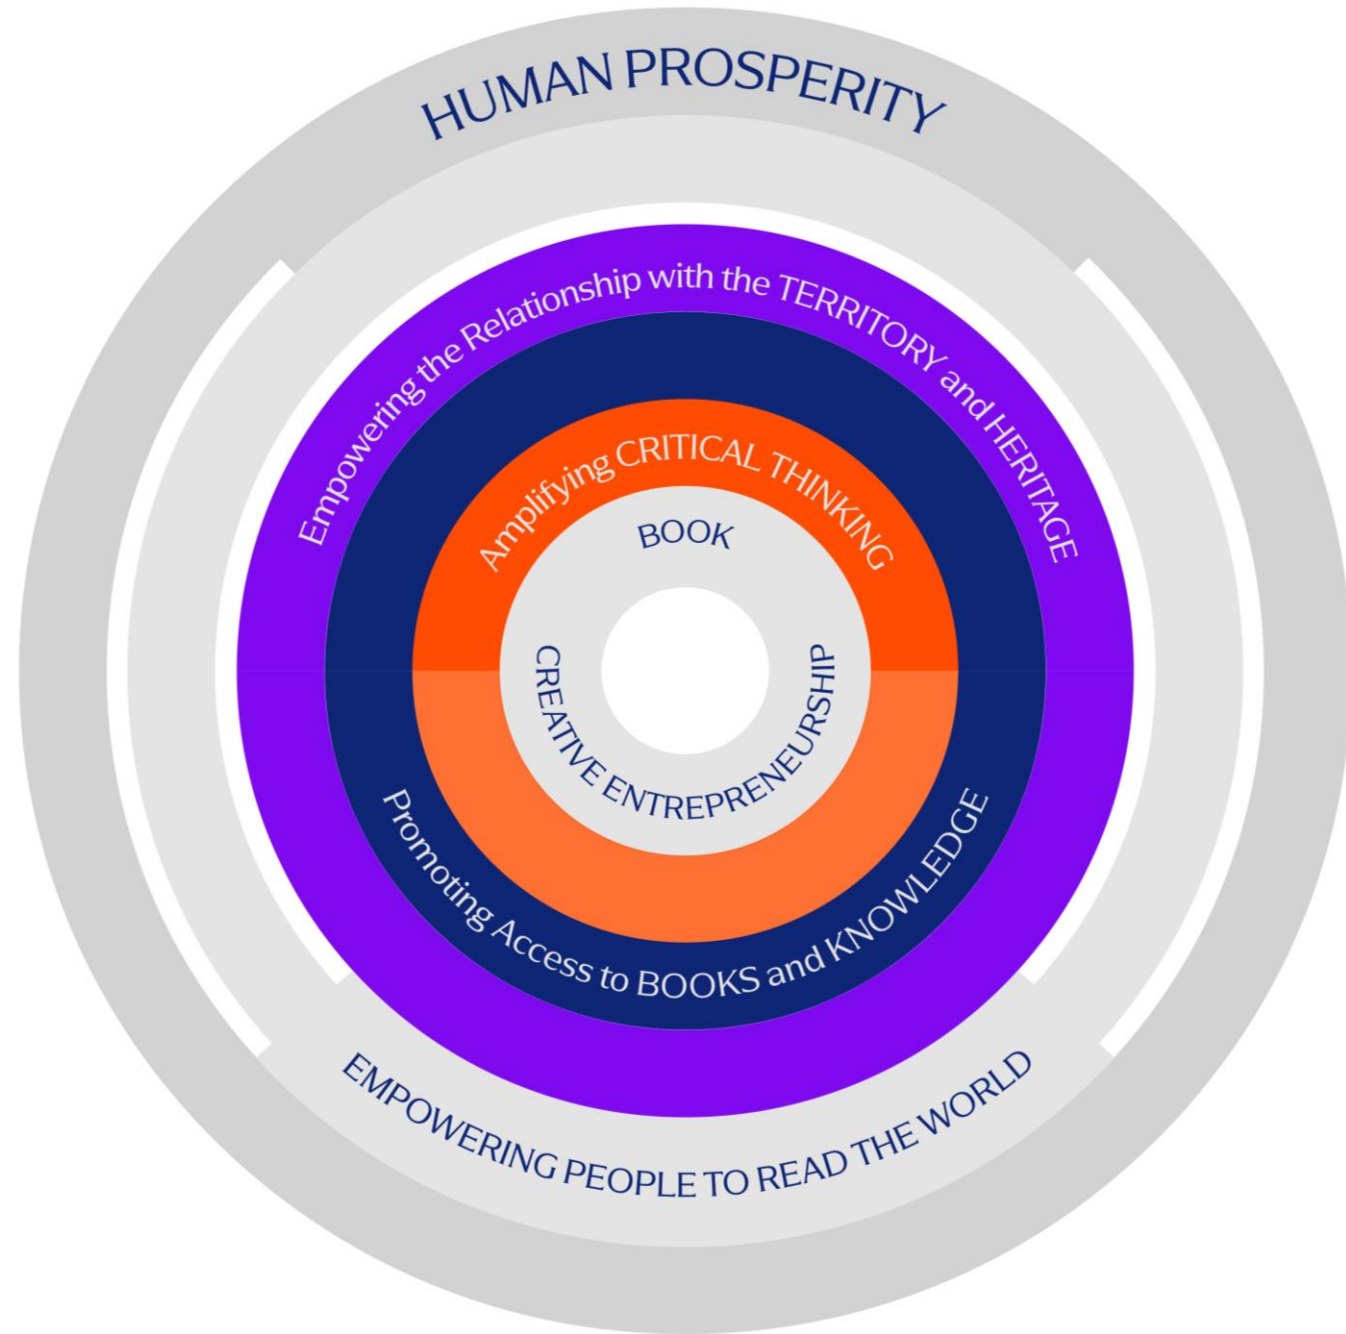 HUMAN PROSPERITY
Empowering the Relationship with the TERRITORY and HERITAGE
Amplifying CRITICAL THINKING
BOOK
CREATIVE ENTREPRENEURSHIP
Promoting Access to BOOKS and KNOWLEDGE
EMPOWERING PEOPLE TO READ THE WORLD